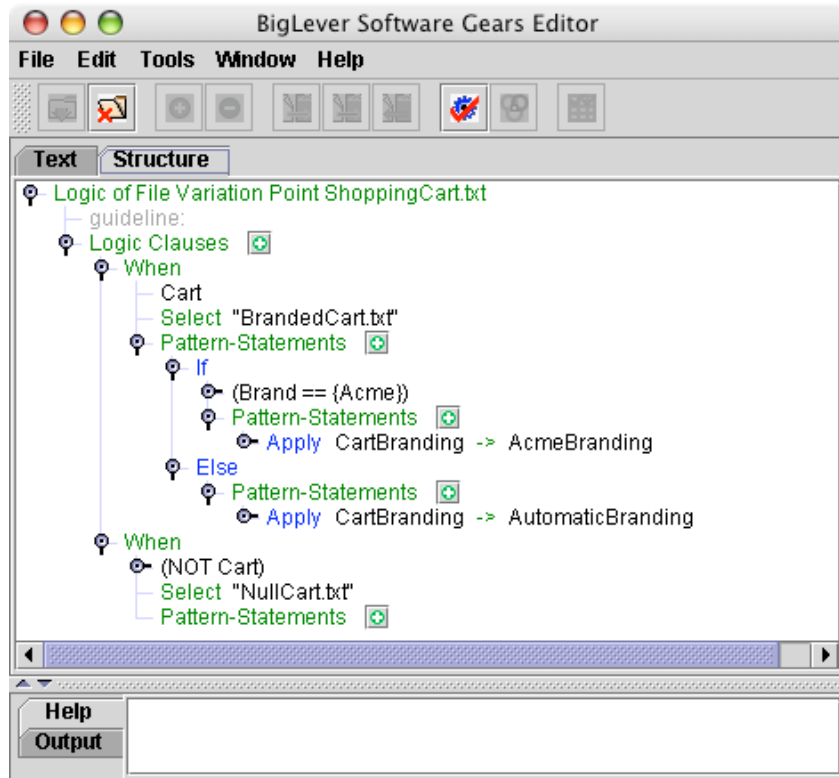 BigLever Software Gears Editor
File Edit Tools Window Help
Text Structure
Logic of File Variation Point ShoppingCart.txt
guideline:
Logic Clauses
When
Cart
Select "BrandedCart.txt"
Pattern-Statements
If
(Brand == {Acme})
Pattern-Statements
Apply CartBranding -> AcmeBranding
Else
Pattern-Statements
Apply CartBranding -> AutomaticBranding
When
(NOT Cart)
Select "NullCart.txt"
Pattern-Statements
Help
Output